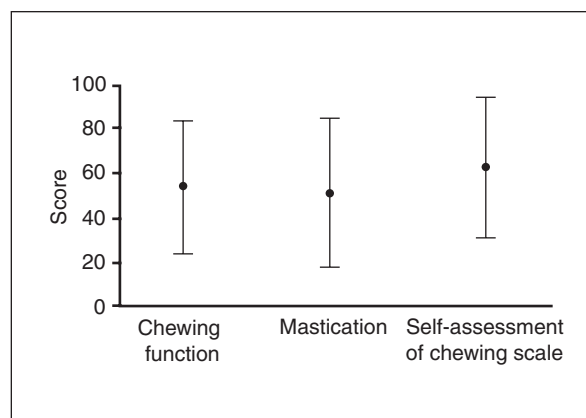 100
80
60
40
20
0
Score
Chewing
function
Mastication
Self-assessment
of chewing scale